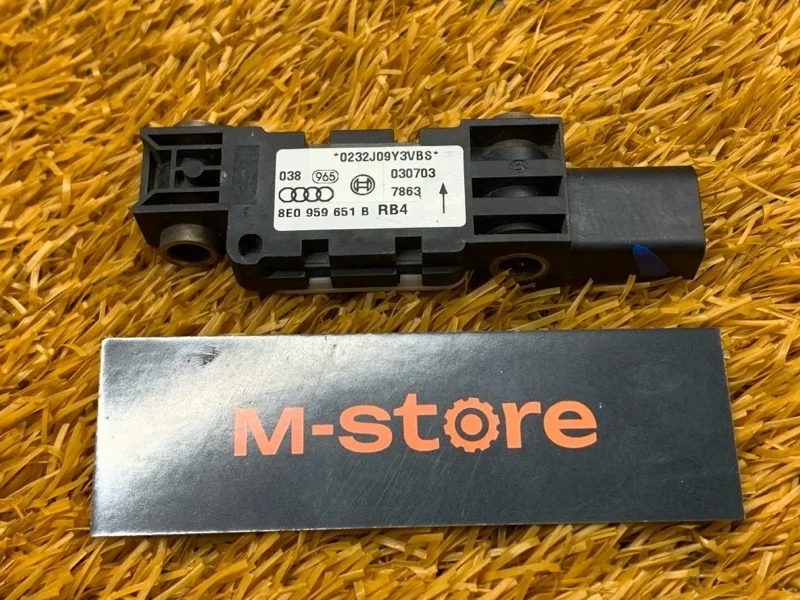 *0232J09Y3VBS*
038 965 030703
7863
8E0 959 651 B RB4
M-store